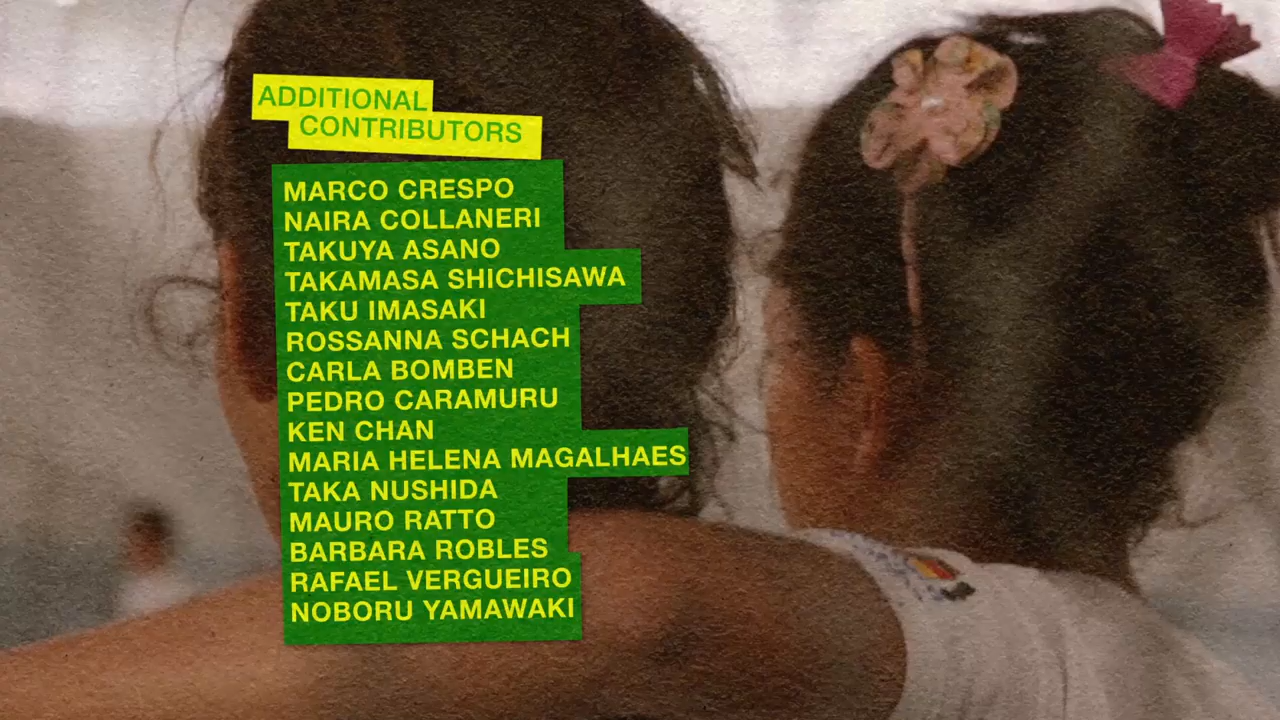 ADDITIONAL
CONTRIBUTORS
MARCO CRESPO
NAIRA COLLANERI
TAKUYA ASANO
TAKAMASA SHICHISAWA
TAKU IMASAKI
ROSSANNA SCHACH
CARLA BOMBEN
PEDRO CARAMURU
KEN CHAN
MARIA HELENA MAGALHAES
TAKA NUSHIDA
MAURO RATTO
BARBARA ROBLES
RAFAEL VERGUEIRO
NOBORU YAMAWAKI